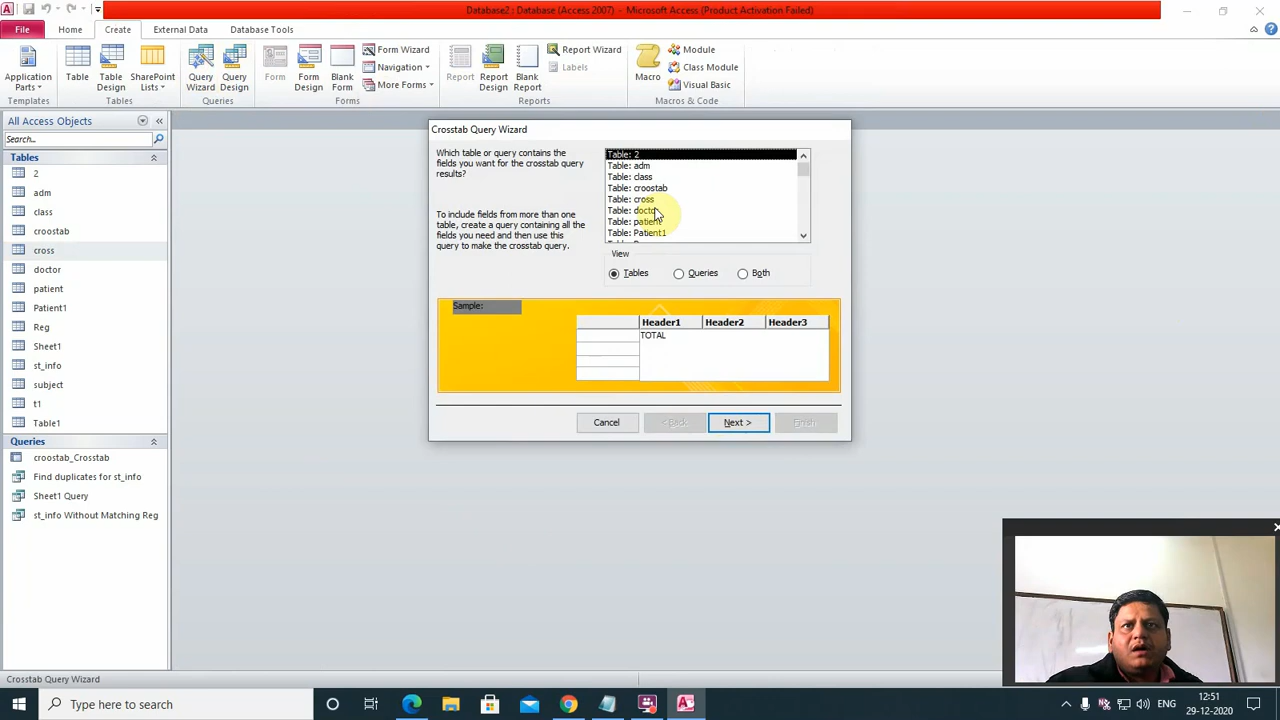 Database2 : Database (Access 2007) - Microsoft Access (Product Activation Failed)
File Home Create External Data Database Tools
Application Parts
Table
Table Design
SharePoint Lists
Query Wizard
Query Design
Form
Form Design
Blank Form
Form Wizard
Navigation
More Forms
Report
Report Design
Blank Report
Report Wizard
Labels
Macro
Module
Class Module
Visual Basic
Templates Tables Queries Forms Reports Macros & Code
All Access Objects
Search...
Tables
2
adm
class
croostab
cross
doctor
patient
Patient1
Reg
Sheet1
st_info
subject
t1
Table1
Queries
croostab_Crosstab
Find duplicates for st_info
Sheet1 Query
st_info Without Matching Reg
Crosstab Query Wizard
Which table or query contains the
fields you want for the crosstab query
results?
To include fields from more than one
table, create a query containing all the
fields you need and then use this
query to make the crosstab query.
Table: 2
Table: adm
Table: class
Table: croostab
Table: cross
Table: doctor
Table: patient
Table: Patient1
View
Tables Queries Both
Sample:
Header1 Header2 Header3
TOTAL
Cancel < Back Next > Finish
Crosstab Query Wizard
Type here to search
ENG
12:51
29-12-2020